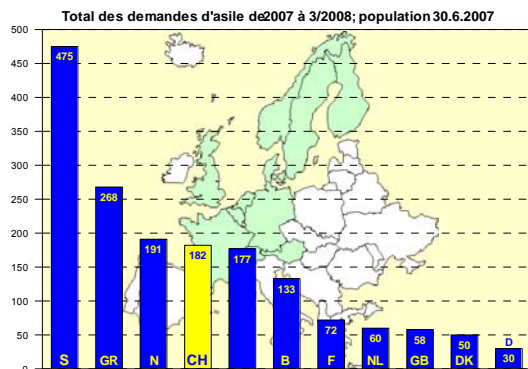 Total des demandes d'asile de2007 à 3/2008; population 30.6.2007
500
450
400
350
300
250
200
150
100
50
0
475
268
191
182
177
133
72
60
58
50
30
S
GR
N
CH
B
F
NL
GB
DK
D